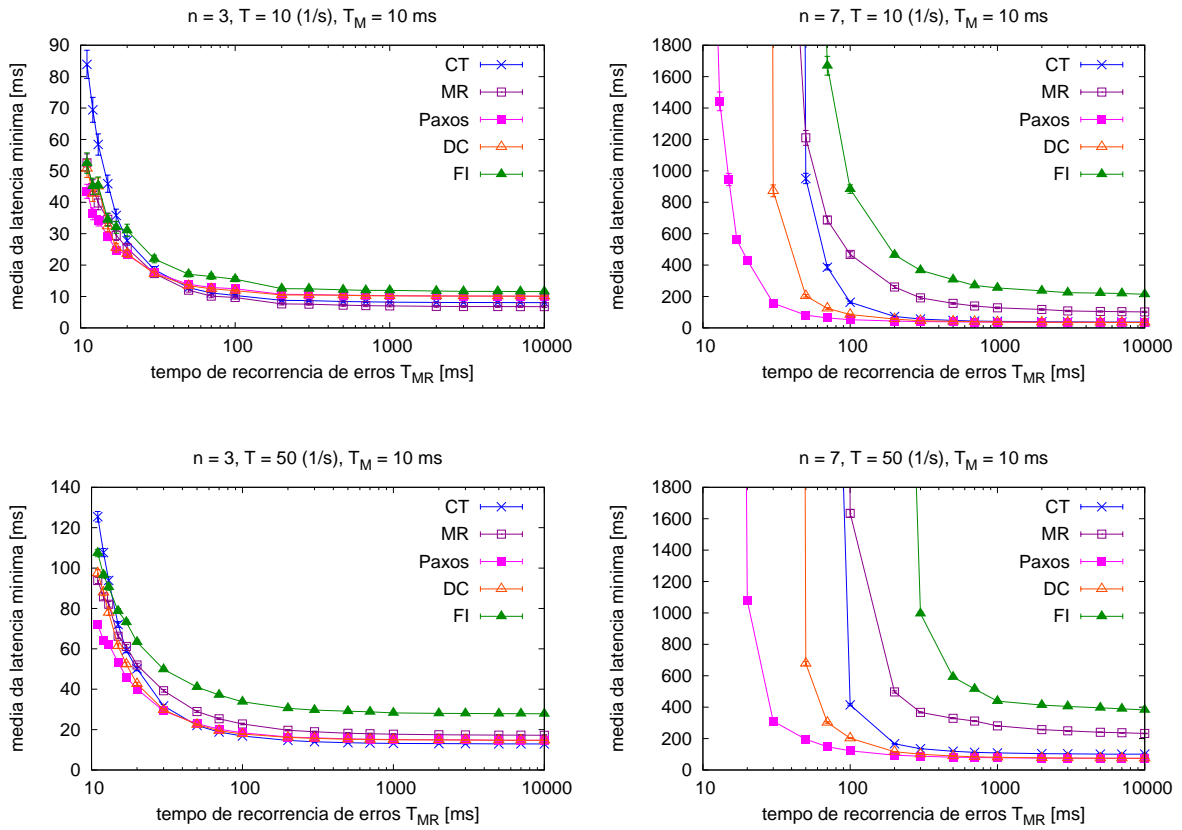 n = 3, T = 10 (1/s), T_M = 10 ms
media da latencia minima [ms]
90
80
70
60
50
40
30
20
10
0
CT
MR
Paxos
DC
FI
10 100 1000 10000
tempo de recorrencia de erros T_MR [ms]
n = 7, T = 10 (1/s), T_M = 10 ms
media da latencia minima [ms]
1800
1600
1400
1200
1000
800
600
400
200
0
CT
MR
Paxos
DC
FI
10 100 1000 10000
tempo de recorrencia de erros T_MR [ms]
n = 3, T = 50 (1/s), T_M = 10 ms
media da latencia minima [ms]
140
120
100
80
60
40
20
0
CT
MR
Paxos
DC
FI
10 100 1000 10000
tempo de recorrencia de erros T_MR [ms]
n = 7, T = 50 (1/s), T_M = 10 ms
media da latencia minima [ms]
1800
1600
1400
1200
1000
800
600
400
200
0
CT
MR
Paxos
DC
FI
10 100 1000 10000
tempo de recorrencia de erros T_MR [ms]